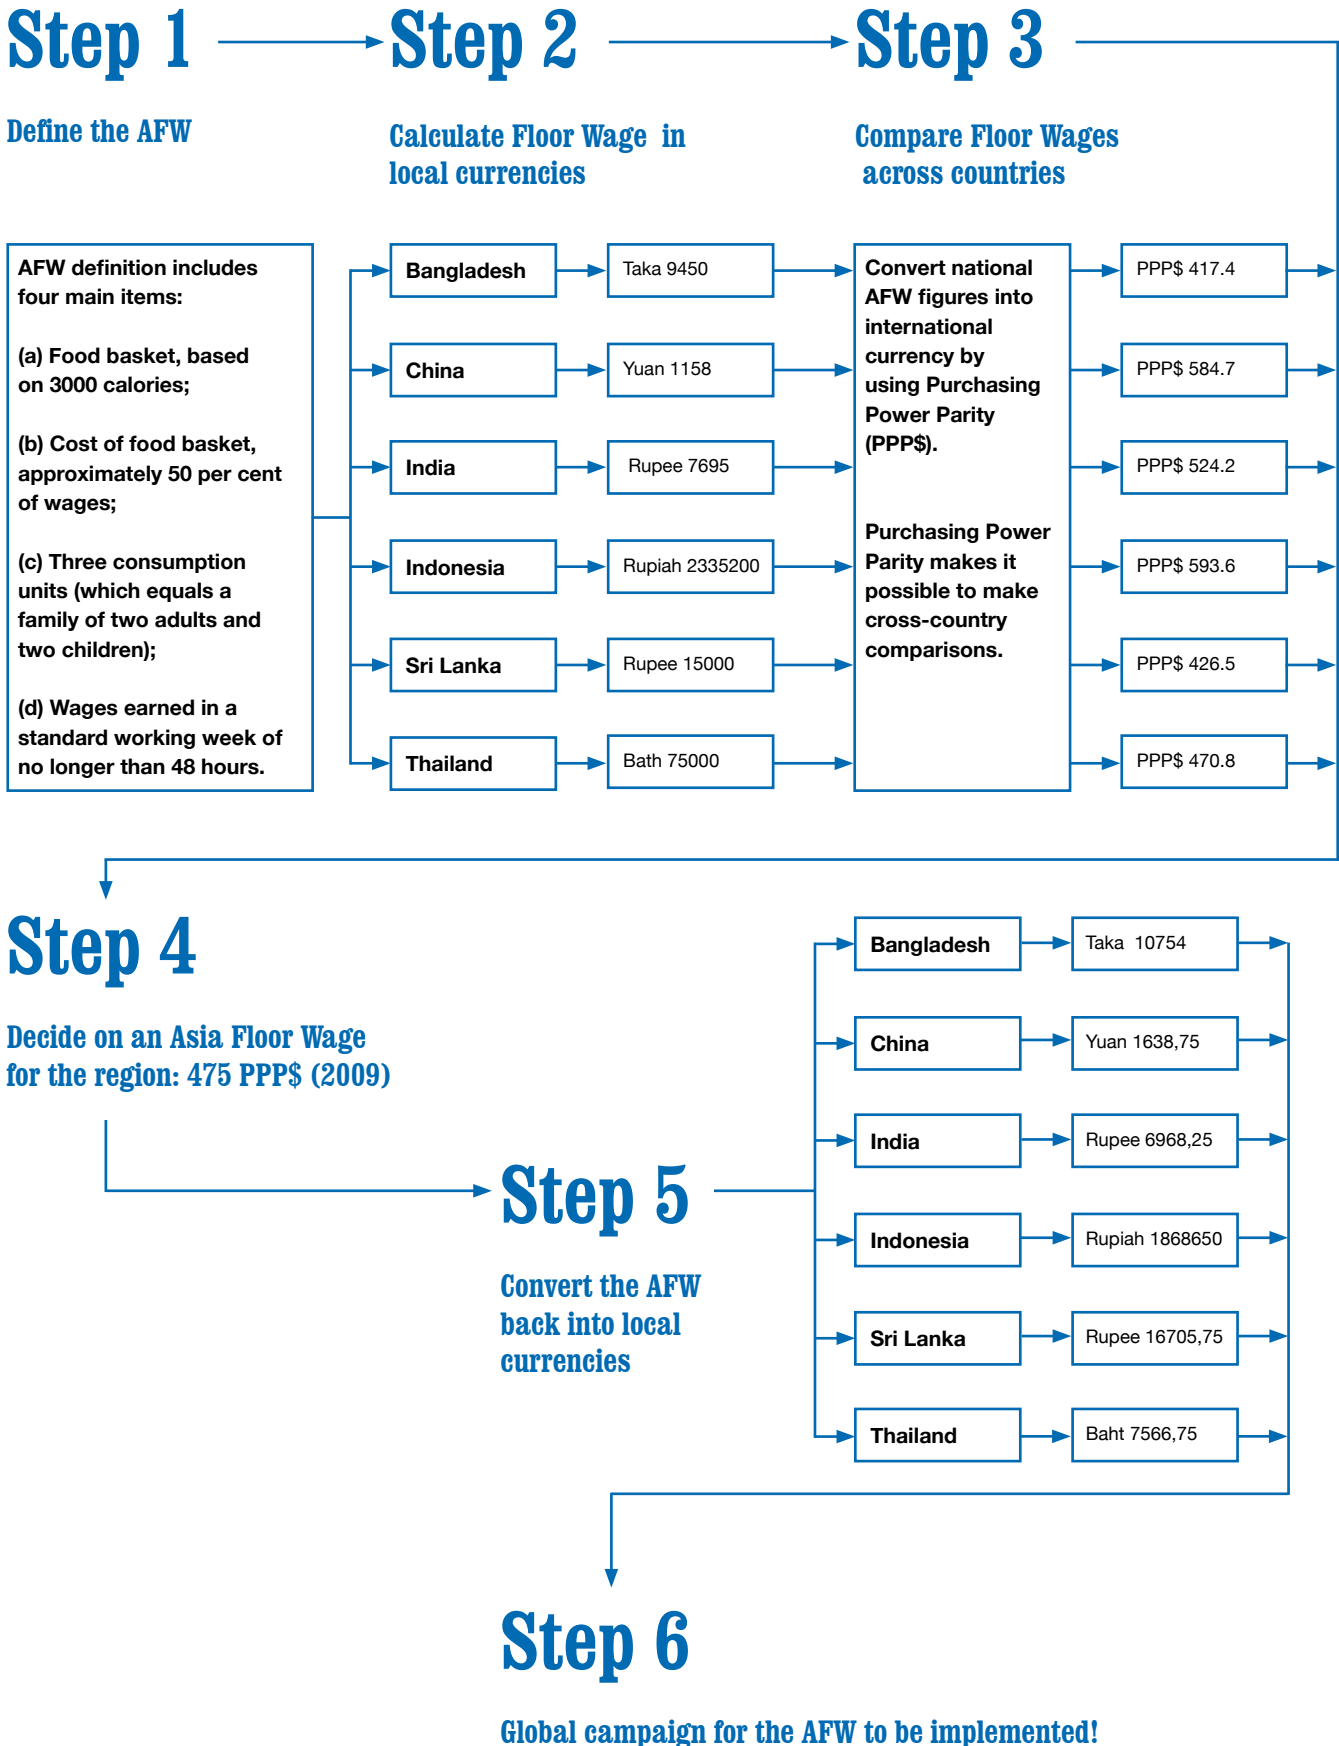 Step 1
Define the AFW
AFW definition includes
four main items:
(a) Food basket, based
on 3000 calories;
(b) Cost of food basket,
approximately 50 per cent
of wages;
(c) Three consumption
units (which equals a
family of two adults and
two children);
(d) Wages earned in a
standard working week of
no longer than 48 hours.
Step 2
Calculate Floor Wage in
local currencies
Bangladesh
Taka 9450
China
Yuan 1158
India
Rupee 7695
Indonesia
Rupiah 2335200
Sri Lanka
Rupee 15000
Thailand
Bath 75000
Step 3
Compare Floor Wages
across countries
Convert national
AFW figures into
international
currency by
using Purchasing
Power Parity
(PPP$).
Purchasing Power
Parity makes it
possible to make
cross-country
comparisons.
PPP$ 417.4
PPP$ 584.7
PPP$ 524.2
PPP$ 593.6
PPP$ 426.5
PPP$ 470.8
Step 4
Decide on an Asia Floor Wage
for the region: 475 PPP$ (2009)
Step 5
Convert the AFW
back into local
currencies
Bangladesh
Taka 10754
China
Yuan 1638,75
India
Rupee 6968,25
Indonesia
Rupiah 1868650
Sri Lanka
Rupee 16705,75
Thailand
Baht 7566,75
Step 6
Global campaign for the AFW to be implemented!